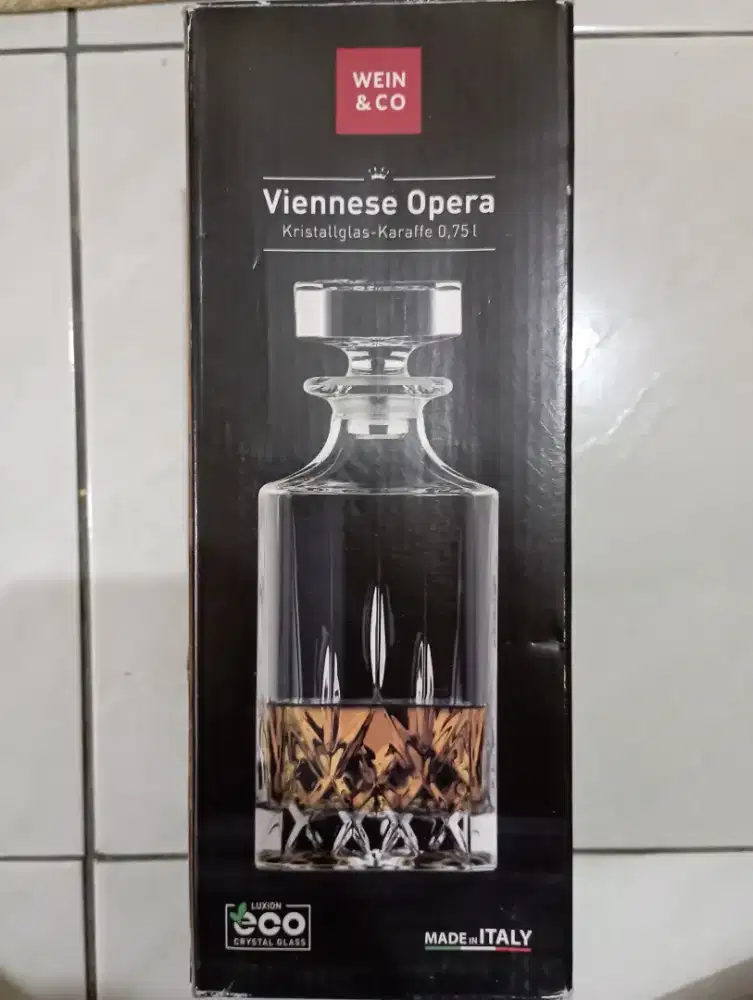 WEIN
& CO
Viennese Opera
Kristallglas-Karaffe 0,75 l
LUXION
eco
CRYSTAL GLASS
MADE IN ITALY